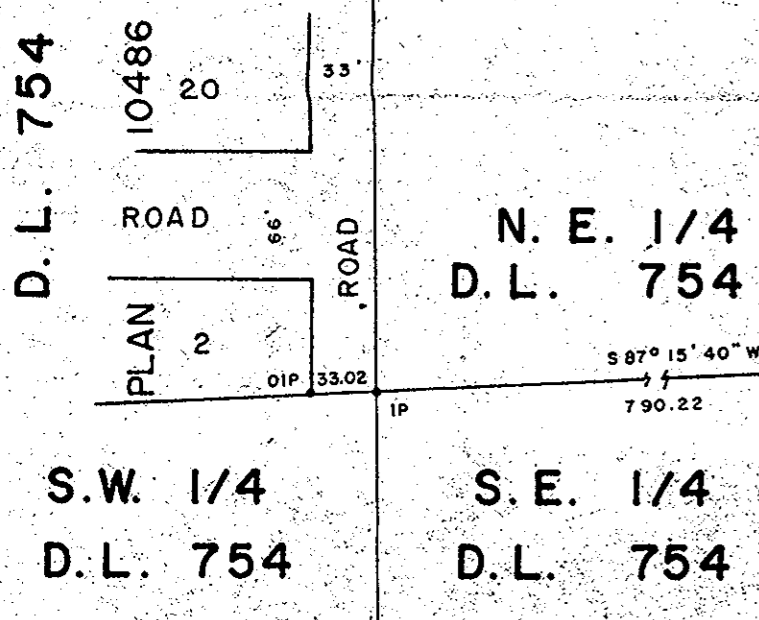 D.L. 754
PLAN 10486
20
33'
ROAD
66'
ROAD
2
N. E. 1/4
D. L. 754
S 87° 15' 40" W
790.22
OIP 33.02
IP
S.W. 1/4
D.L. 754
S.E. 1/4
D.L. 754